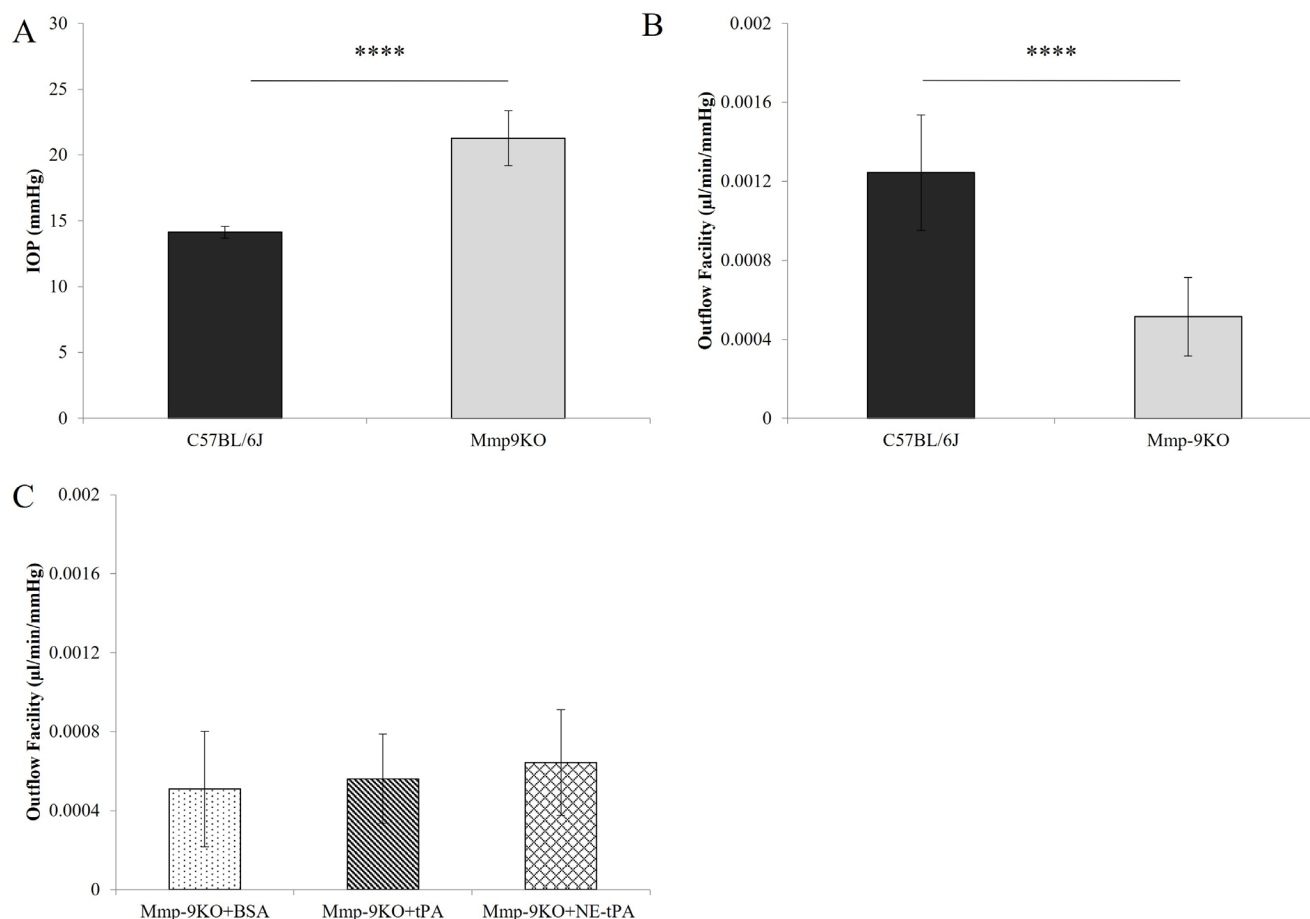 A
IOP (mmHg)
30
25
20
15
10
5
0
****
C57BL/6J
Mmp9KO
B
Outflow Facility (µl/min/mmHg)
0.002
0.0016
0.0012
0.0008
0.0004
0
****
C57BL/6J
Mmp-9KO
C
Outflow Facility (µl/min/mmHg)
0.002
0.0016
0.0012
0.0008
0.0004
0
Mmp-9KO+BSA
Mmp-9KO+tPA
Mmp-9KO+NE-tPA